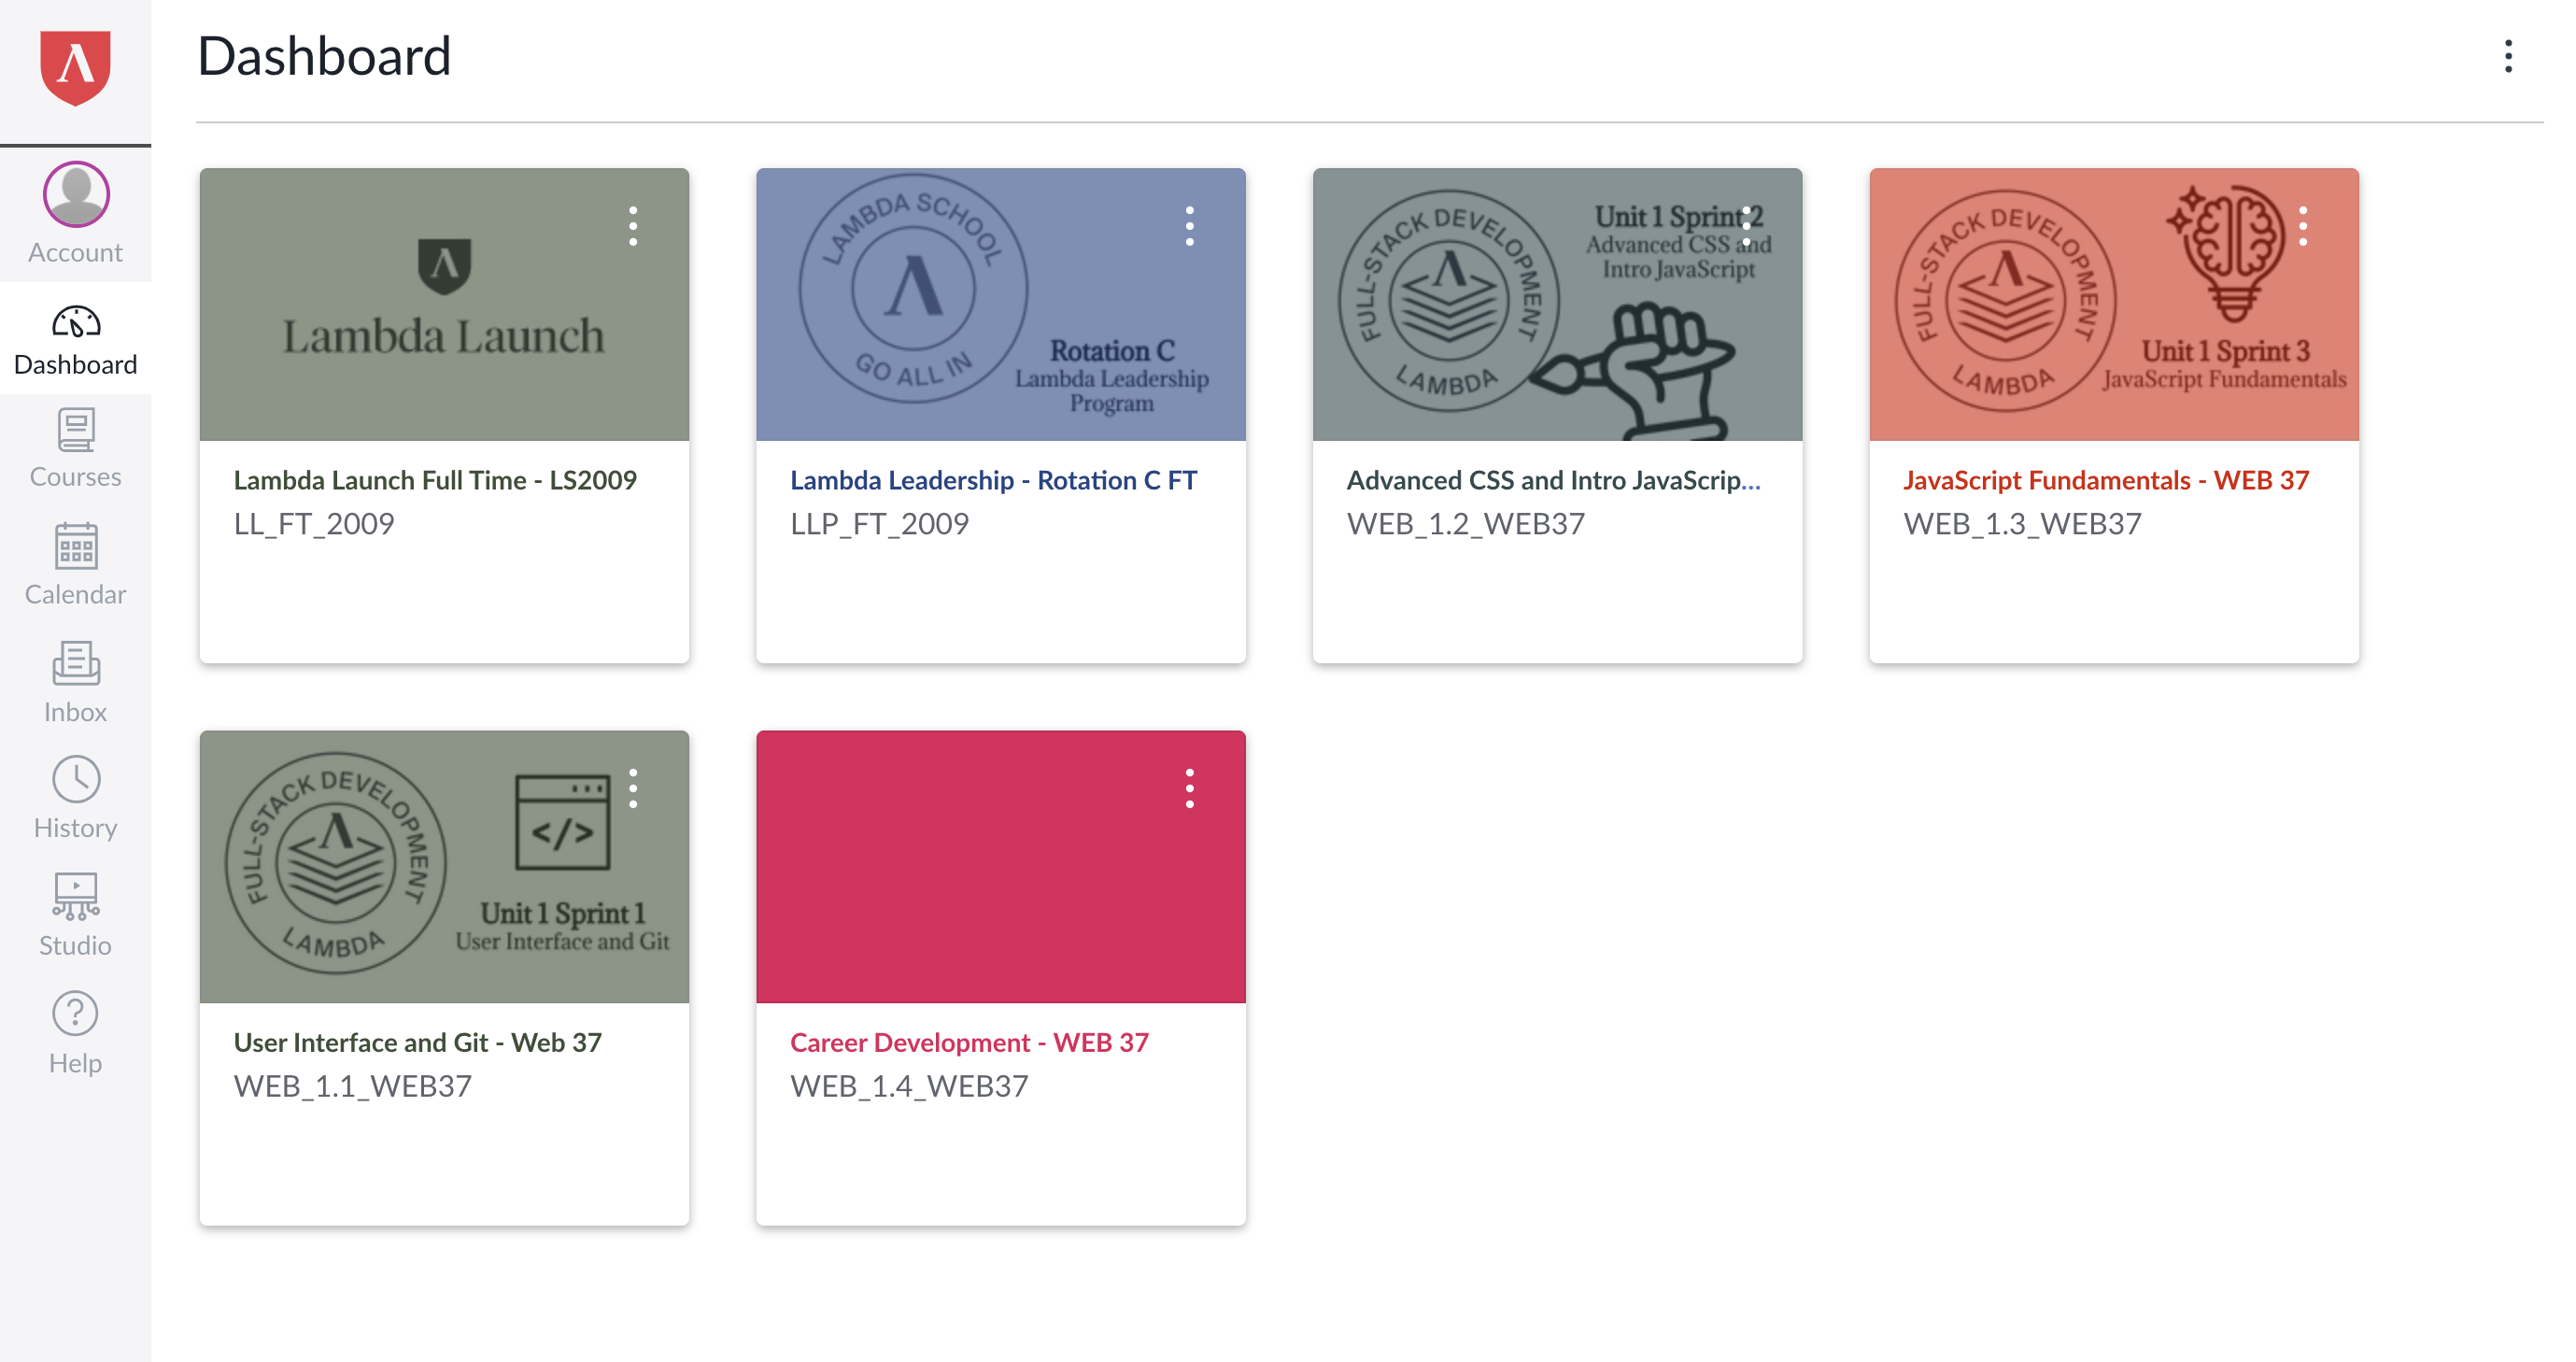 Dashboard
Account
Dashboard
Courses
Calendar
Inbox
History
Studio
Help
Lambda Launch
Lambda Launch Full Time - LS2009
LL_FT_2009
LAMBDA SCHOOL
GO ALL IN
Rotation C
Lambda Leadership
Program
Lambda Leadership - Rotation C FT
LLP_FT_2009
FULL-STACK DEVELOPMENT
LAMBDA
Unit 1 Sprint 2
Advanced CSS and
Intro JavaScript
Advanced CSS and Intro JavaScrip...
WEB_1.2_WEB37
FULL-STACK DEVELOPMENT
LAMBDA
Unit 1 Sprint 3
JavaScript Fundamentals
JavaScript Fundamentals - WEB 37
WEB_1.3_WEB37
FULL-STACK DEVELOPMENT
LAMBDA
</>
Unit 1 Sprint 1
User Interface and Git
User Interface and Git - Web 37
WEB_1.1_WEB37
Career Development - WEB 37
WEB_1.4_WEB37